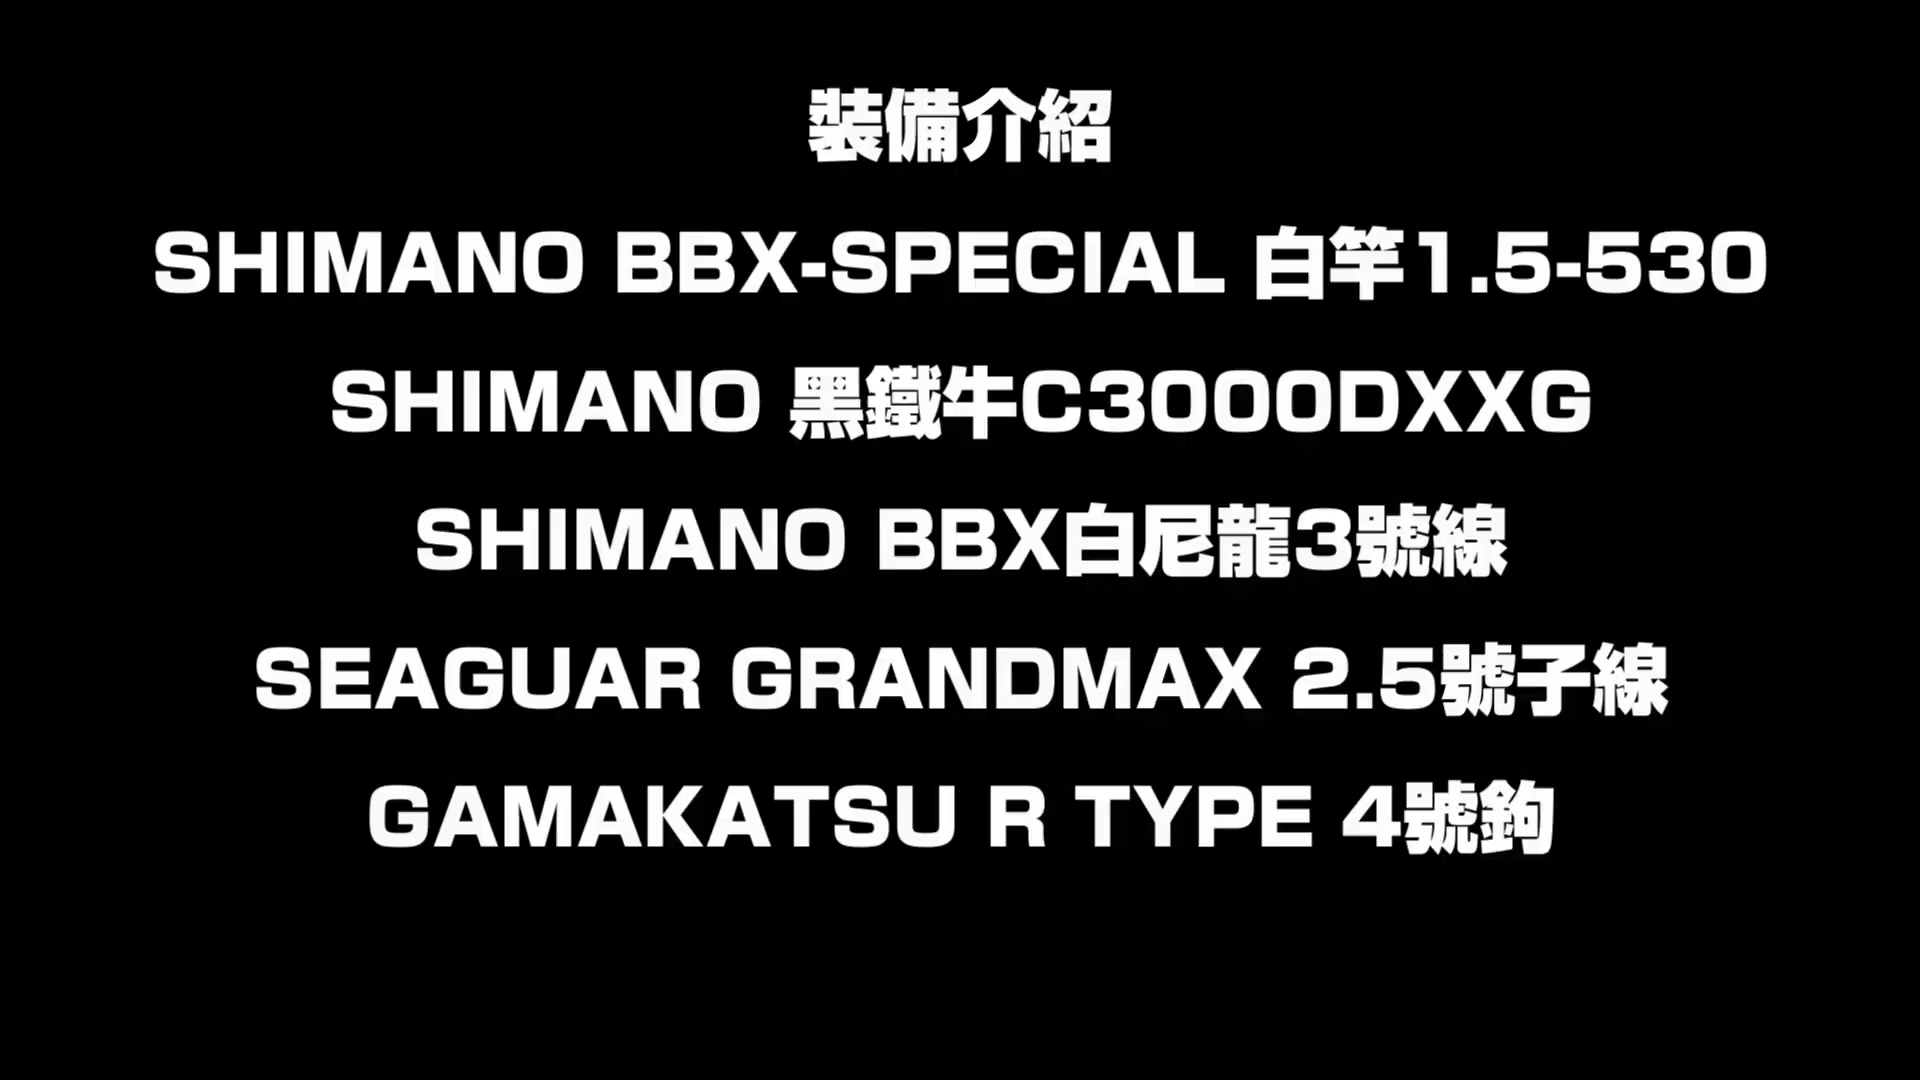 裝備介紹
SHIMANO BBX-SPECIAL 白竿1.5-530
SHIMANO 黑鐵牛C3000DXXG
SHIMANO BBX白尼龍3號線
SEAGUAR GRANDMAX 2.5號子線
GAMAKATSU R TYPE 4號鉤